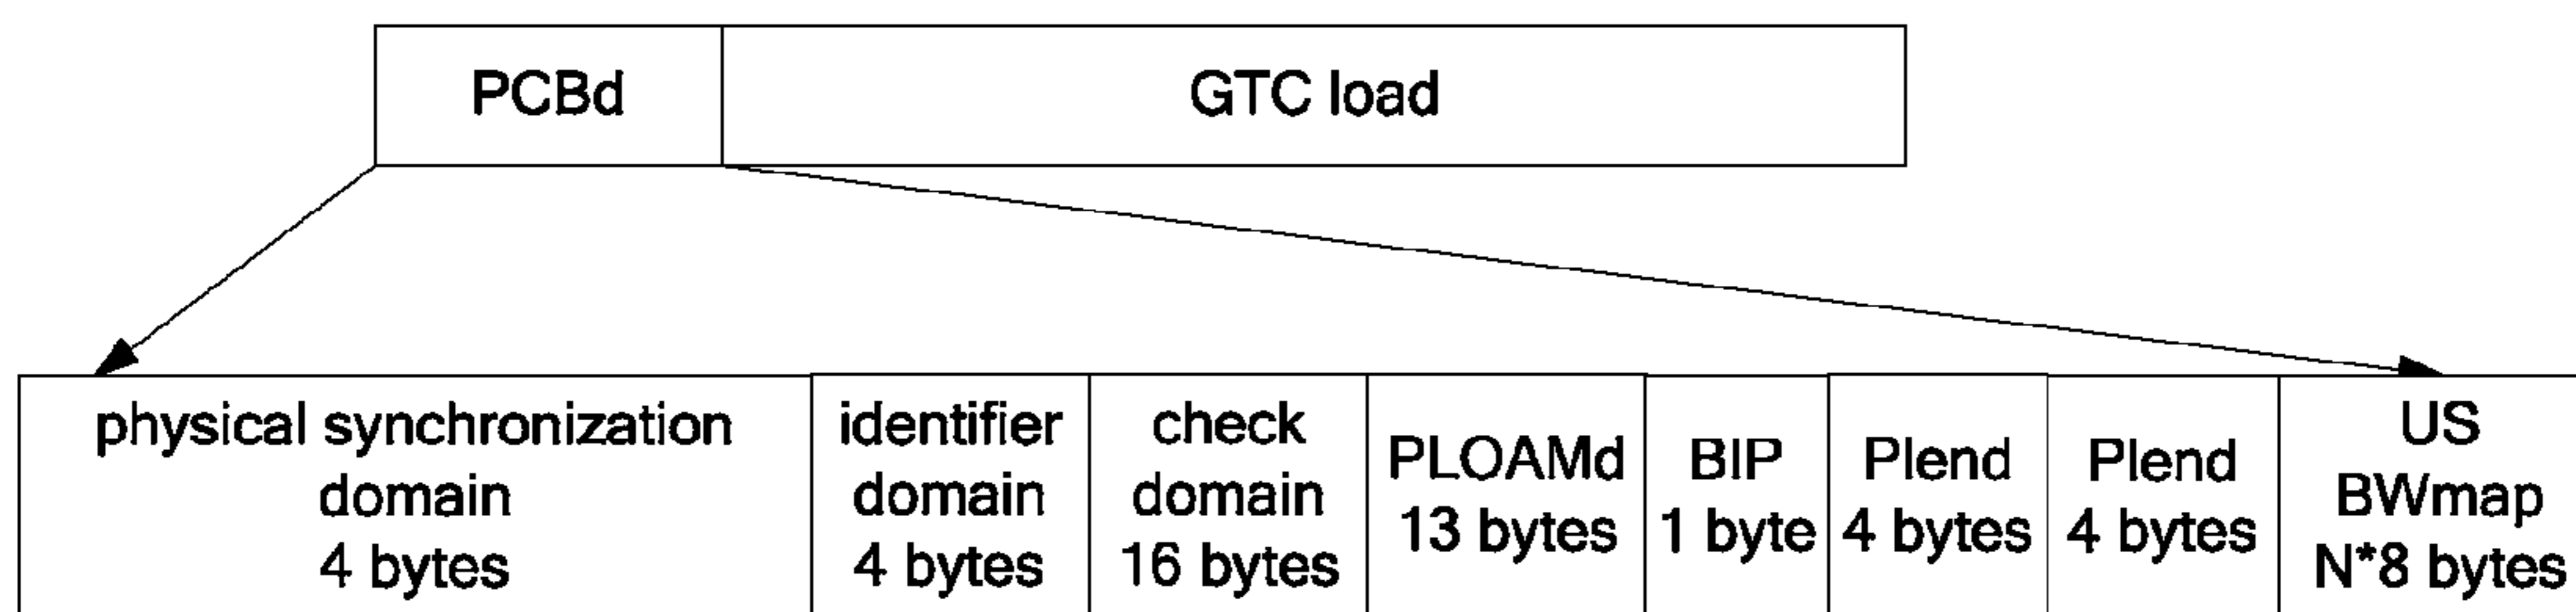 PCBd
GTC load
physical synchronization
domain
4 bytes
identifier
domain
4 bytes
check
domain
16 bytes
PLOAMd
13 bytes
BIP
1 byte
Plend
4 bytes
Plend
4 bytes
US
BWmap
N*8 bytes